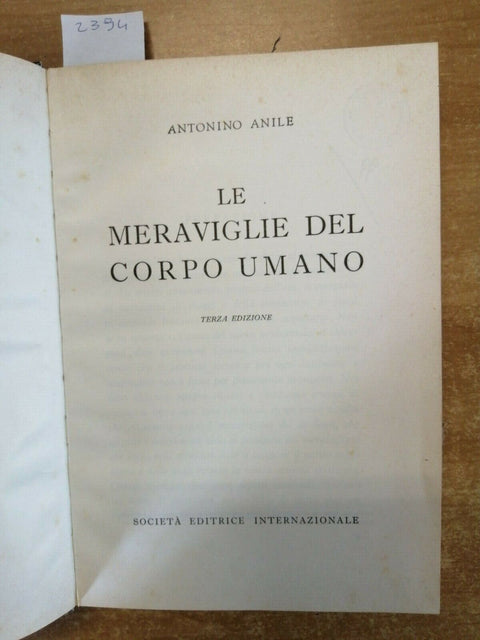 2394
ANTONINO ANILE
LE
MERAVIGLIE DEL
CORPO UMANO
TERZA EDIZIONE
SOCIETÀ EDITRICE INTERNAZIONALE